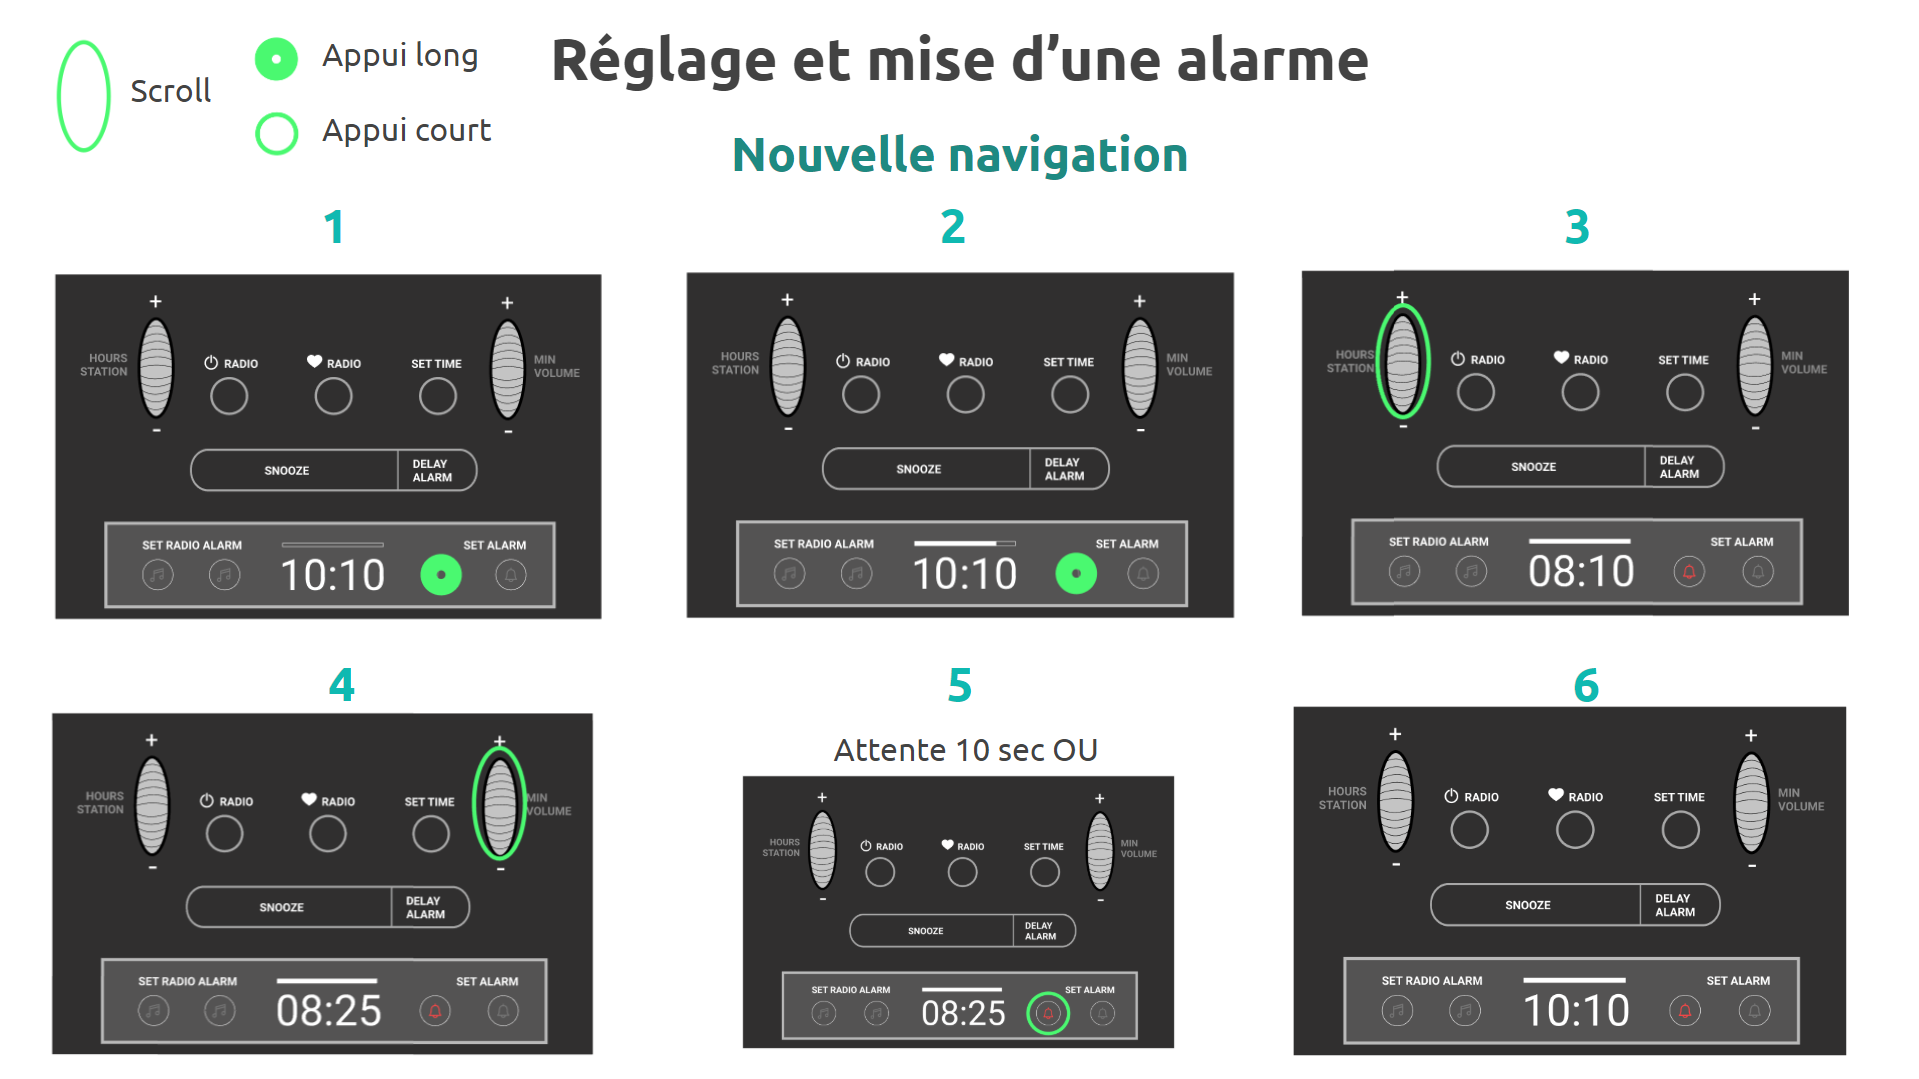 Scroll
Appui long
Appui court
Réglage et mise d’une alarme
Nouvelle navigation
1
+ +
HOURS STATION
RADIO RADIO SET TIME
MIN VOLUME
- -
SNOOZE
DELAY ALARM
SET RADIO ALARM
10:10
SET ALARM
2
+ +
HOURS STATION
RADIO RADIO SET TIME
MIN VOLUME
- -
SNOOZE
DELAY ALARM
SET RADIO ALARM
10:10
SET ALARM
3
+ +
HOURS STATION
RADIO RADIO SET TIME
MIN VOLUME
- -
SNOOZE
DELAY ALARM
SET RADIO ALARM
08:10
SET ALARM
4
+ +
HOURS STATION
RADIO RADIO SET TIME
MIN VOLUME
- -
SNOOZE
DELAY ALARM
SET RADIO ALARM
08:25
SET ALARM
5
Attente 10 sec OU
+ +
HOURS STATION
RADIO RADIO SET TIME
MIN VOLUME
- -
SNOOZE
DELAY ALARM
SET RADIO ALARM
08:25
SET ALARM
6
+ +
HOURS STATION
RADIO RADIO SET TIME
MIN VOLUME
- -
SNOOZE
DELAY ALARM
SET RADIO ALARM
10:10
SET ALARM